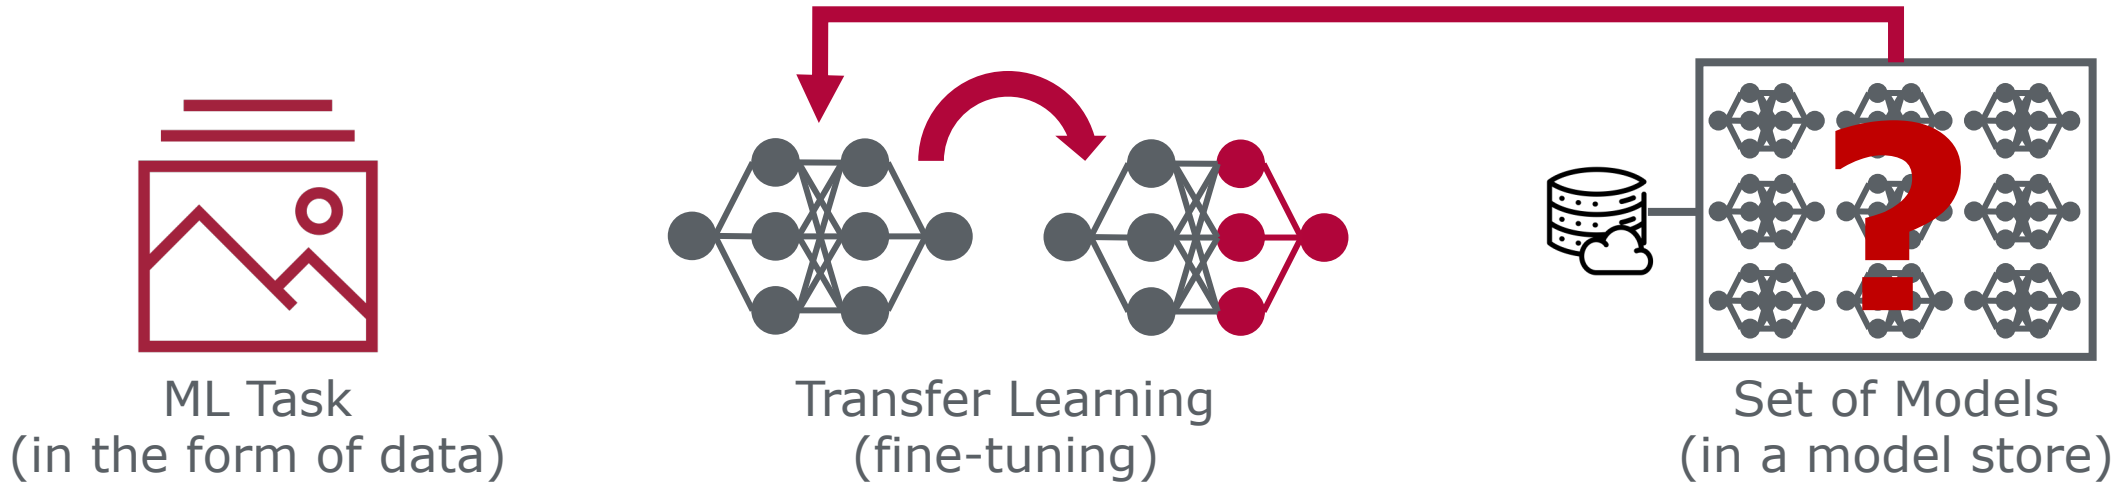 ?
ML Task
(in the form of data)
Transfer Learning
(fine-tuning)
Set of Models
(in a model store)